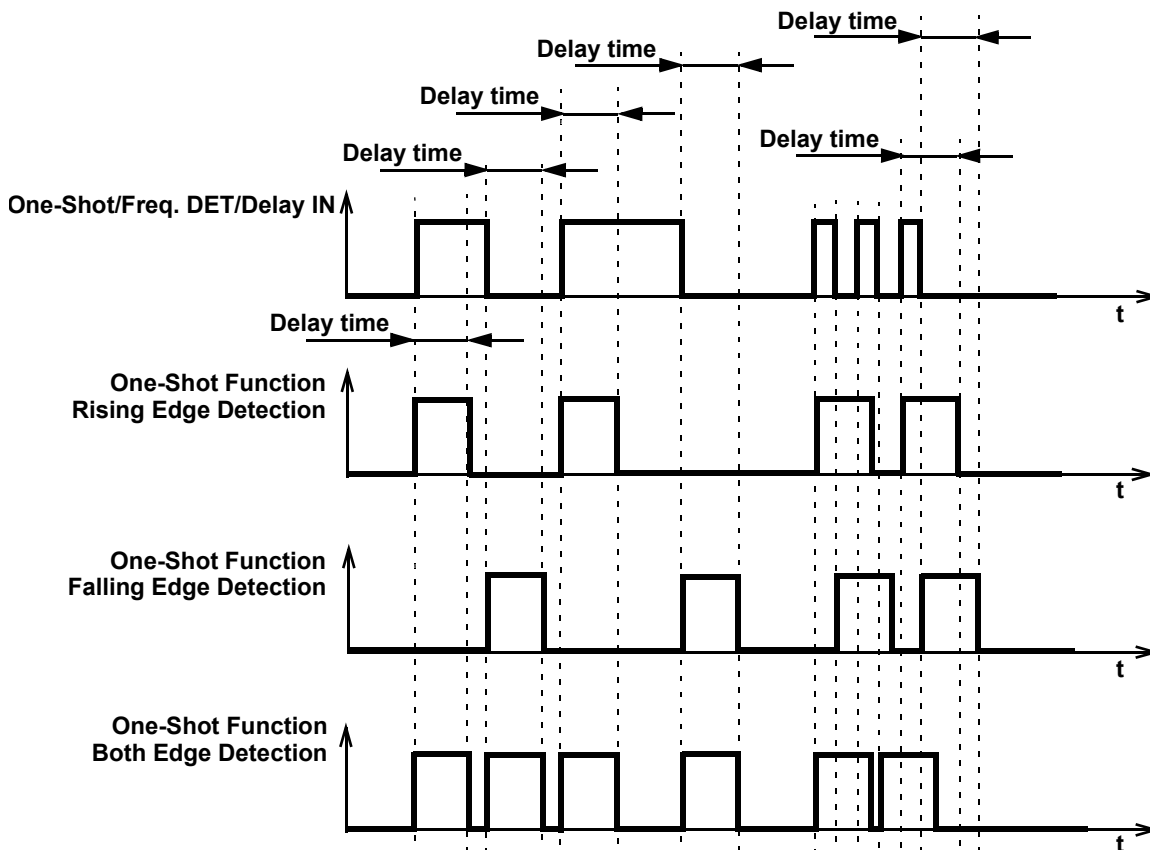 Delay time
Delay time
Delay time
Delay time
Delay time
One-Shot/Freq. DET/Delay IN
t
Delay time
One-Shot Function
Rising Edge Detection
t
One-Shot Function
Falling Edge Detection
t
One-Shot Function
Both Edge Detection
t